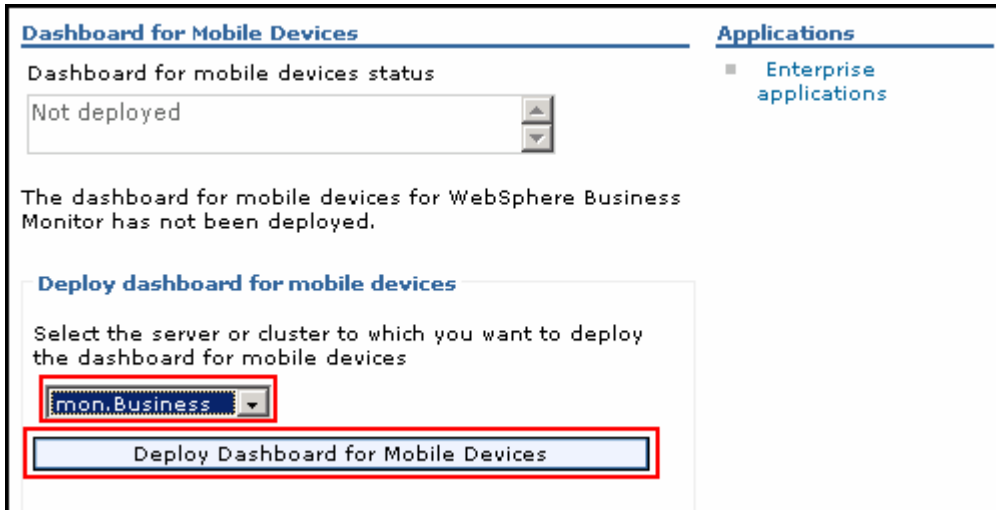 Dashboard for Mobile Devices
Dashboard for mobile devices status
Not deployed
The dashboard for mobile devices for WebSphere Business
Monitor has not been deployed.
Deploy dashboard for mobile devices
Select the server or cluster to which you want to deploy
the dashboard for mobile devices
mon.Business
Deploy Dashboard for Mobile Devices
Applications
Enterprise
applications